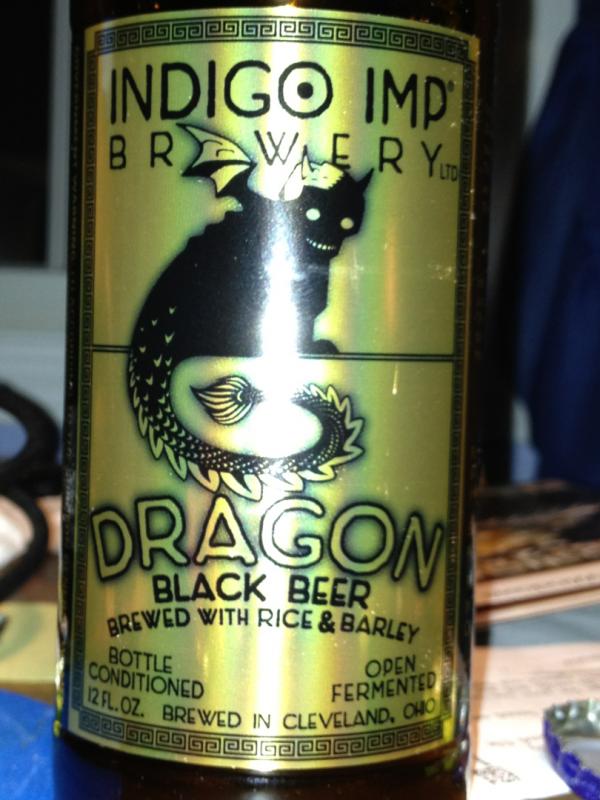 INDIGO IMP®
BREWERY LTD
DRAGON
BLACK BEER
BREWED WITH RICE & BARLEY
BOTTLE CONDITIONED
OPEN FERMENTED
12 FL. OZ. BREWED IN CLEVELAND, OHIO